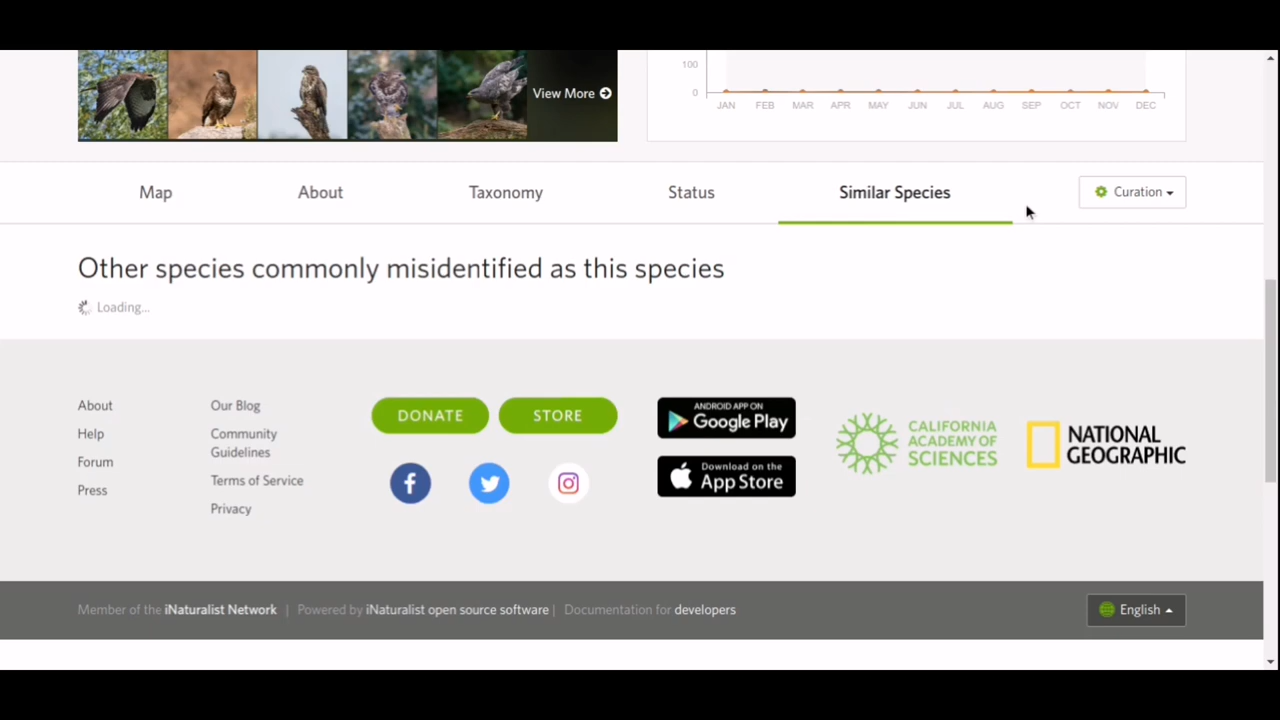 View More
100
0
JAN FEB MAR APR MAY JUN JUL AUG SEP OCT NOV DEC
Map About Taxonomy Status Similar Species Curation
Other species commonly misidentified as this species
Loading...
About
Help
Forum
Press
Our Blog
Community
Guidelines
Terms of Service
Privacy
DONATE STORE
ANDROID APP ON
Google Play
Download on the
App Store
CALIFORNIA
ACADEMY OF
SCIENCES
NATIONAL
GEOGRAPHIC
Member of the iNaturalist Network | Powered by iNaturalist open source software | Documentation for developers
English